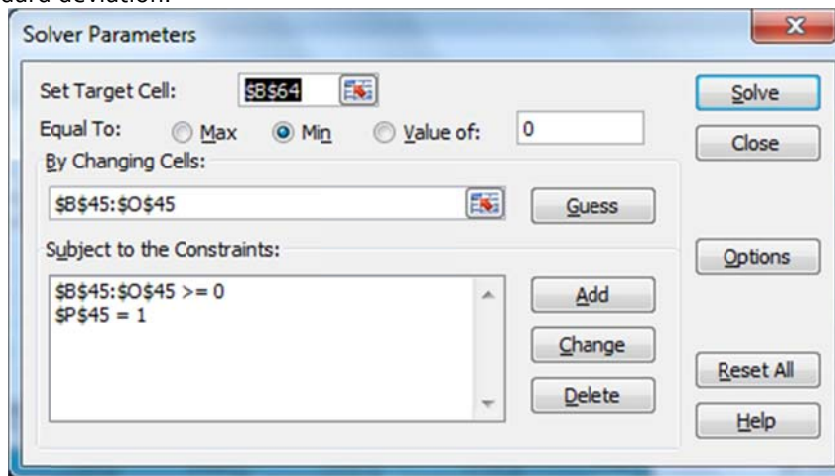 deviation.
Solver Parameters
Set Target Cell: $B$64 Solve
Equal To: Max Min Value of: 0 Close
By Changing Cells:
$B$45:$O$45 Guess
Subject to the Constraints: Options
$B$45:$O$45 >= 0 Add
$P$45 = 1
Change
Reset All
Delete
Help